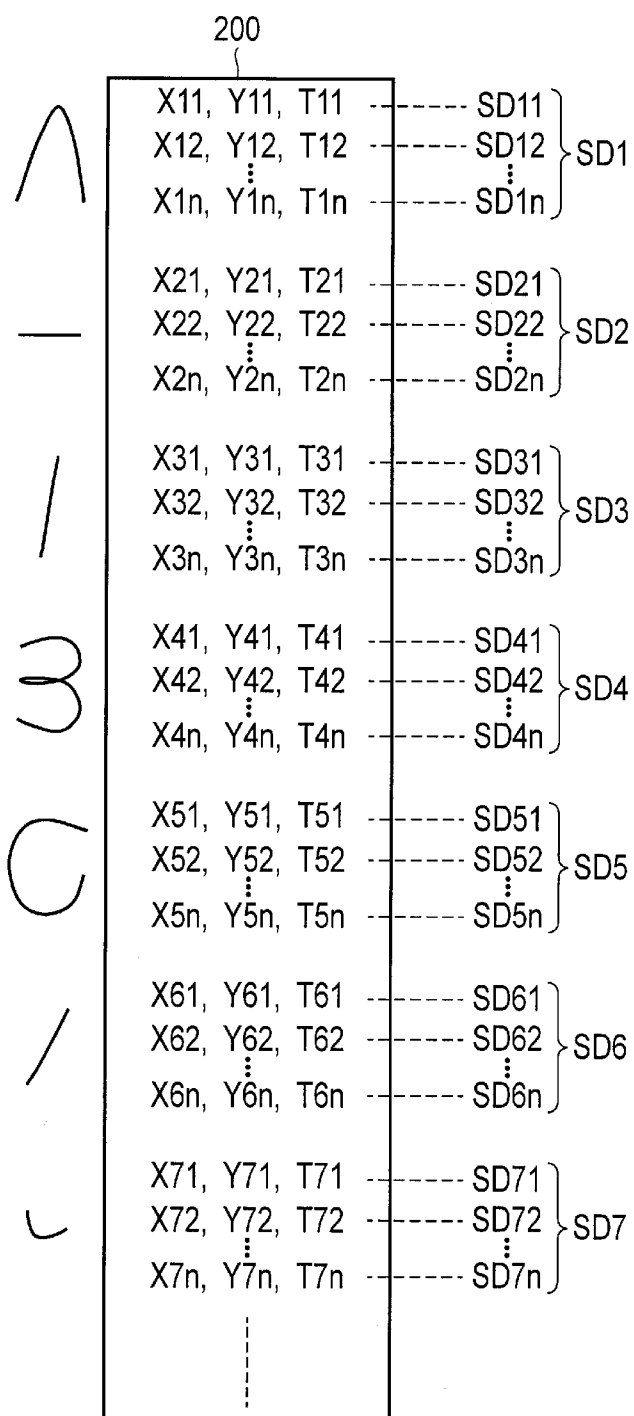 200
X11, Y11, T11 SD11
X12, Y12, T12 SD12 SD1
X1n, Y1n, T1n SD1n
X21, Y21, T21 SD21
X22, Y22, T22 SD22 SD2
X2n, Y2n, T2n SD2n
X31, Y31, T31 SD31
X32, Y32, T32 SD32 SD3
X3n, Y3n, T3n SD3n
X41, Y41, T41 SD41
X42, Y42, T42 SD42 SD4
X4n, Y4n, T4n SD4n
X51, Y51, T51 SD51
X52, Y52, T52 SD52 SD5
X5n, Y5n, T5n SD5n
X61, Y61, T61 SD61
X62, Y62, T62 SD62 SD6
X6n, Y6n, T6n SD6n
X71, Y71, T71 SD71
X72, Y72, T72 SD72 SD7
X7n, Y7n, T7n SD7n